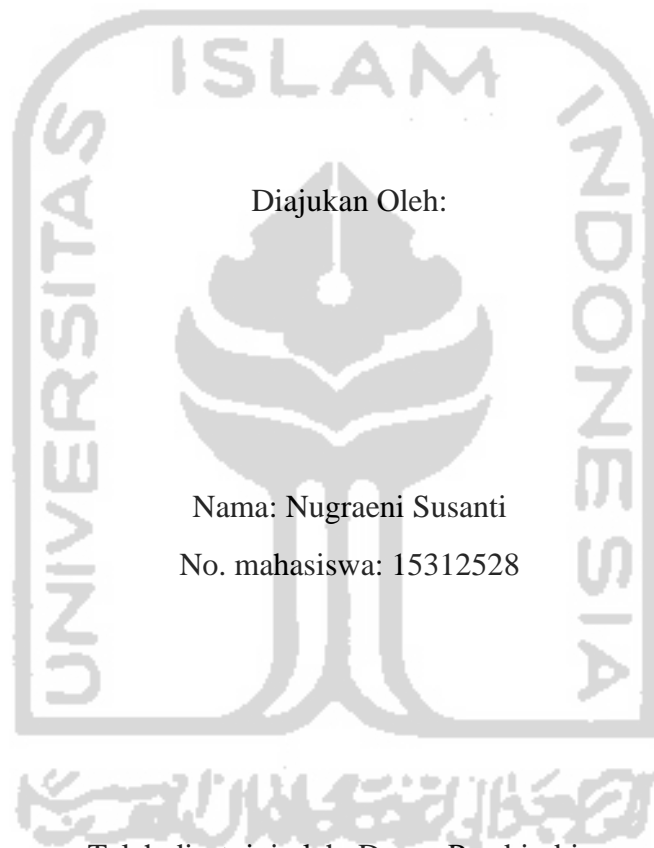 ISLAM
UNIVERSITAS
INDONESIA
Diajukan Oleh:
Nama: Nugraeni Susanti
No. mahasiswa: 15312528